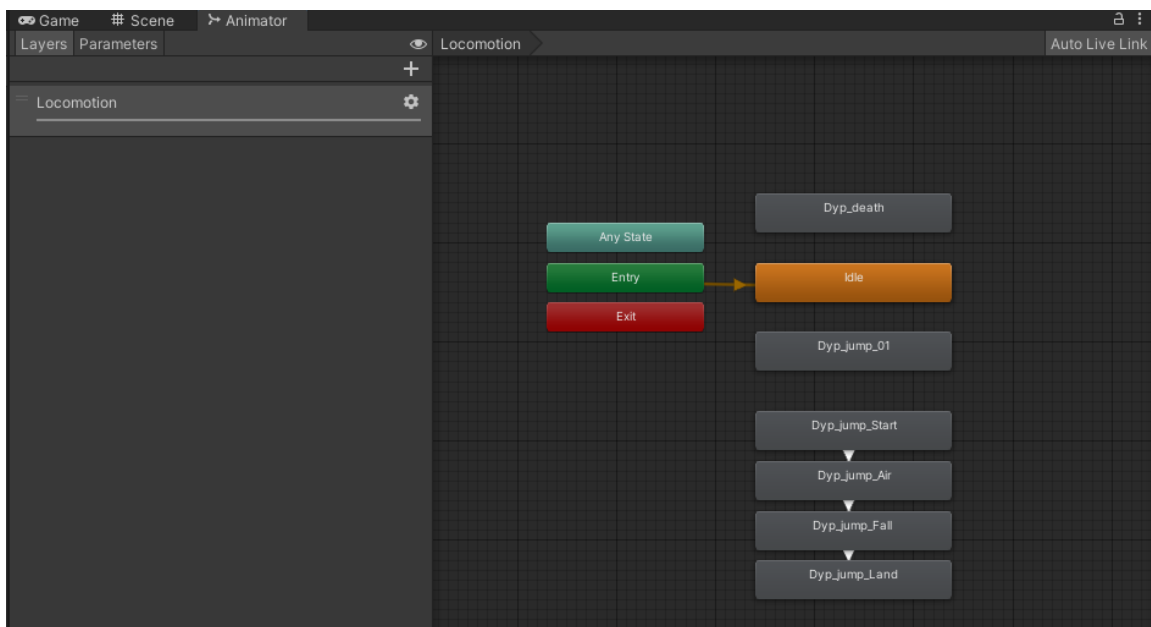 Game # Scene Animator
Layers Parameters Locomotion Auto Live Link
Locomotion
Dyp_death
Any State
Entry Idle
Exit
Dyp_jump_01
Dyp_jump_Start
Dyp_jump_Air
Dyp_jump_Fall
Dyp_jump_Land